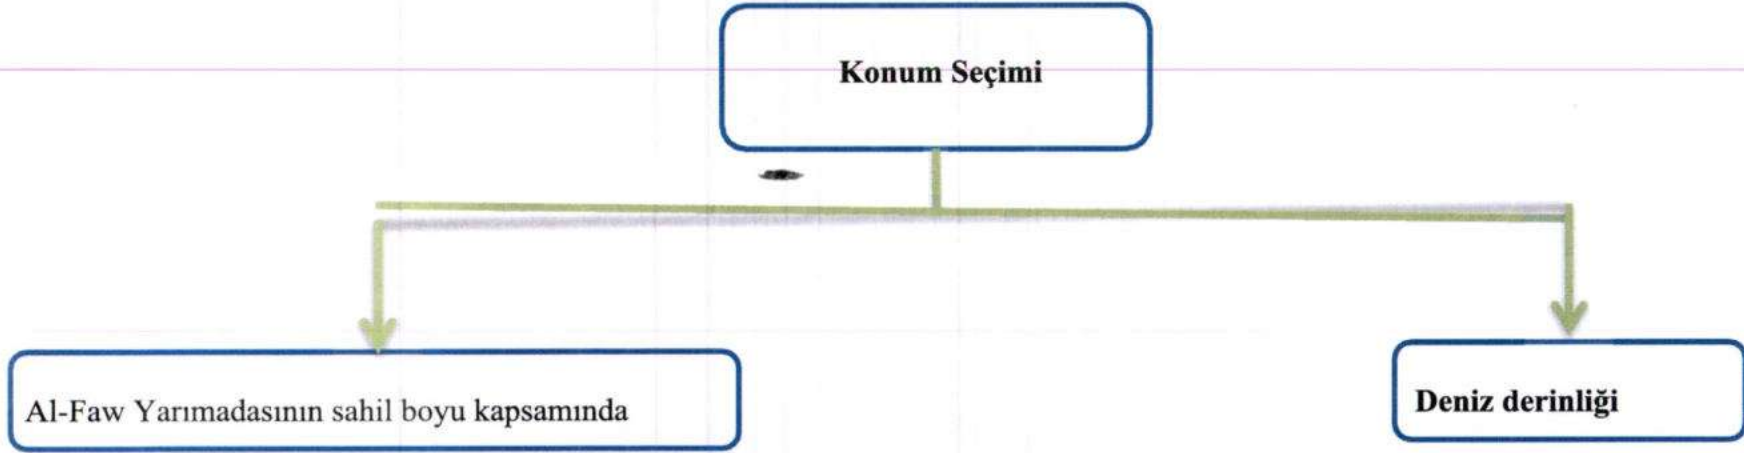 Konum Seçimi
Al-Faw Yarımadasının sahil boyu kapsamında
Deniz derinliği